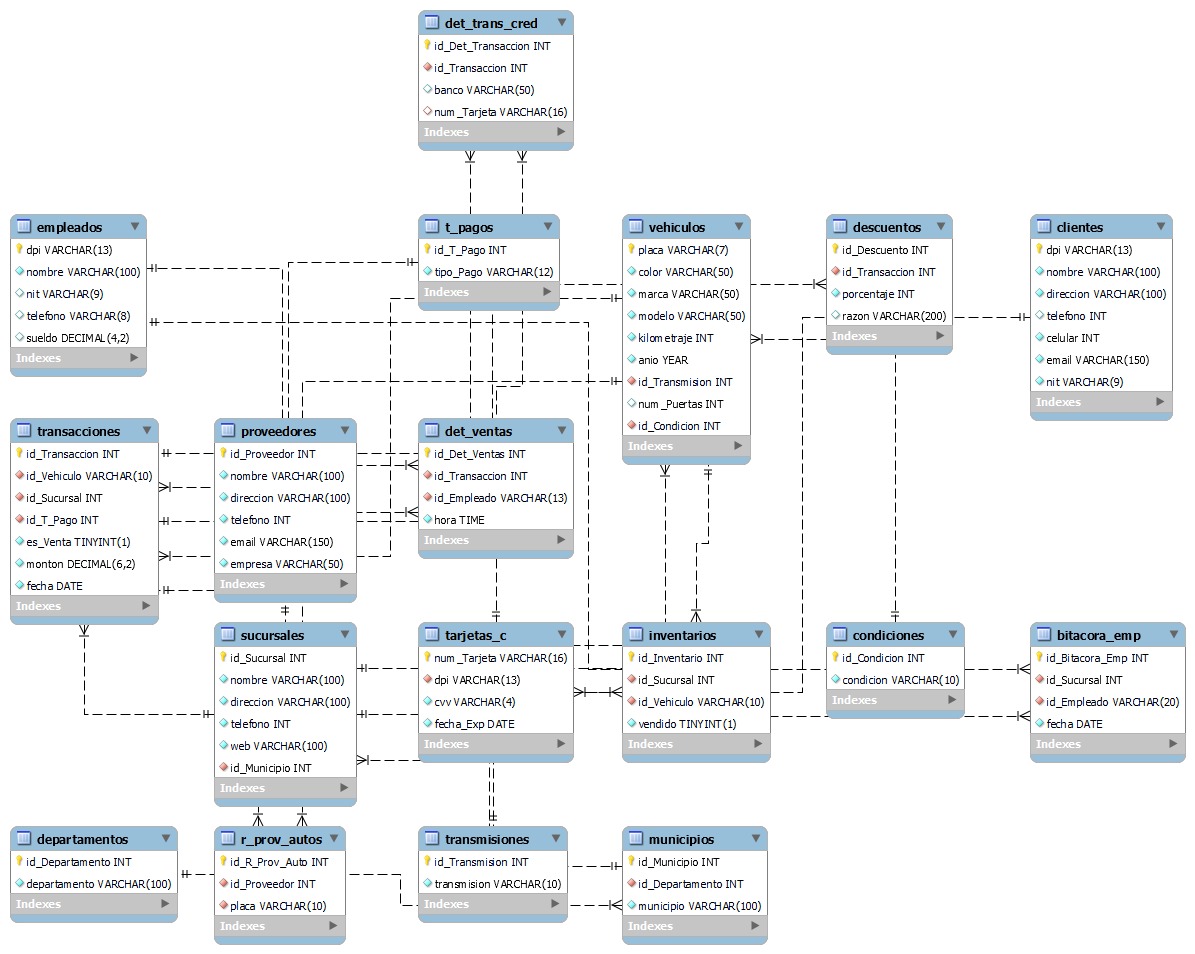 det_trans_cred
id_Det_Transaccion INT
id_Transaccion INT
banco VARCHAR(50)
num_Tarjeta VARCHAR(16)
Indexes
empleados
dpi VARCHAR(13)
nombre VARCHAR(100)
nit VARCHAR(9)
telefono VARCHAR(8)
sueldo DECIMAL(4,2)
Indexes
t_pagos
id_T_Pago INT
tipo_Pago VARCHAR(12)
Indexes
vehiculos
placa VARCHAR(7)
color VARCHAR(50)
marca VARCHAR(50)
modelo VARCHAR(50)
kilometraje INT
anio YEAR
id_Transmision INT
num_Puertas INT
id_Condicion INT
Indexes
descuentos
id_Descuento INT
id_Transaccion INT
porcentaje INT
razon VARCHAR(200)
Indexes
clientes
dpi VARCHAR(13)
nombre VARCHAR(100)
direccion VARCHAR(100)
telefono INT
celular INT
email VARCHAR(150)
nit VARCHAR(9)
Indexes
transacciones
id_Transaccion INT
id_Vehiculo VARCHAR(10)
id_Sucursal INT
id_T_Pago INT
es_Venta TINYINT(1)
monton DECIMAL(6,2)
fecha DATE
Indexes
proveedores
id_Proveedor INT
nombre VARCHAR(100)
direccion VARCHAR(100)
telefono INT
email VARCHAR(150)
empresa VARCHAR(50)
Indexes
det_ventas
id_Det_Ventas INT
id_Transaccion INT
id_Empleado VARCHAR(13)
hora TIME
Indexes
sucursales
id_Sucursal INT
nombre VARCHAR(100)
direccion VARCHAR(100)
telefono INT
web VARCHAR(100)
id_Municipio INT
Indexes
tarjetas_c
num_Tarjeta VARCHAR(16)
dpi VARCHAR(13)
cvv VARCHAR(4)
fecha_Exp DATE
Indexes
inventarios
id_Inventario INT
id_Sucursal INT
id_Vehiculo VARCHAR(10)
vendido TINYINT(1)
Indexes
condiciones
id_Condicion INT
condicion VARCHAR(10)
Indexes
bitacora_emp
id_Bitacora_Emp INT
id_Sucursal INT
id_Empleado VARCHAR(20)
fecha DATE
Indexes
departamentos
id_Departamento INT
departamento VARCHAR(100)
Indexes
r_prov_autos
id_R_Prov_Auto INT
id_Proveedor INT
placa VARCHAR(10)
Indexes
transmisiones
id_Transmision INT
transmision VARCHAR(10)
Indexes
municipios
id_Municipio INT
id_Departamento INT
municipio VARCHAR(100)
Indexes